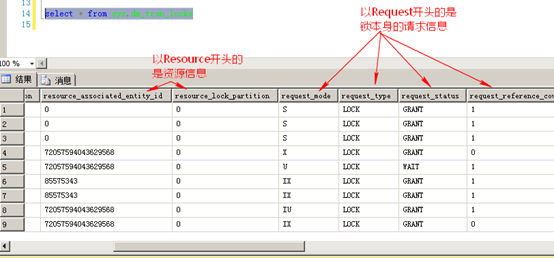 13
14 select * from sys.dm_tran_locks
15
以Request开头的是
锁本身的请求信息
以Resource开头的
是资源信息
100 %
结果 消息
on resource_associated_entity_id resource_lock_partition request_mode request_type request_status request_reference_cou
1 0 0 S LOCK GRANT 1
2 0 0 S LOCK GRANT 1
3 0 0 S LOCK GRANT 1
4 72057594043629568 0 X LOCK GRANT 0
5 72057594043629568 0 U LOCK WAIT 1
6 85575343 0 IX LOCK GRANT 1
7 85575343 0 IX LOCK GRANT 1
8 72057594043629568 0 IU LOCK GRANT 1
9 72057594043629568 0 IX LOCK GRANT 0